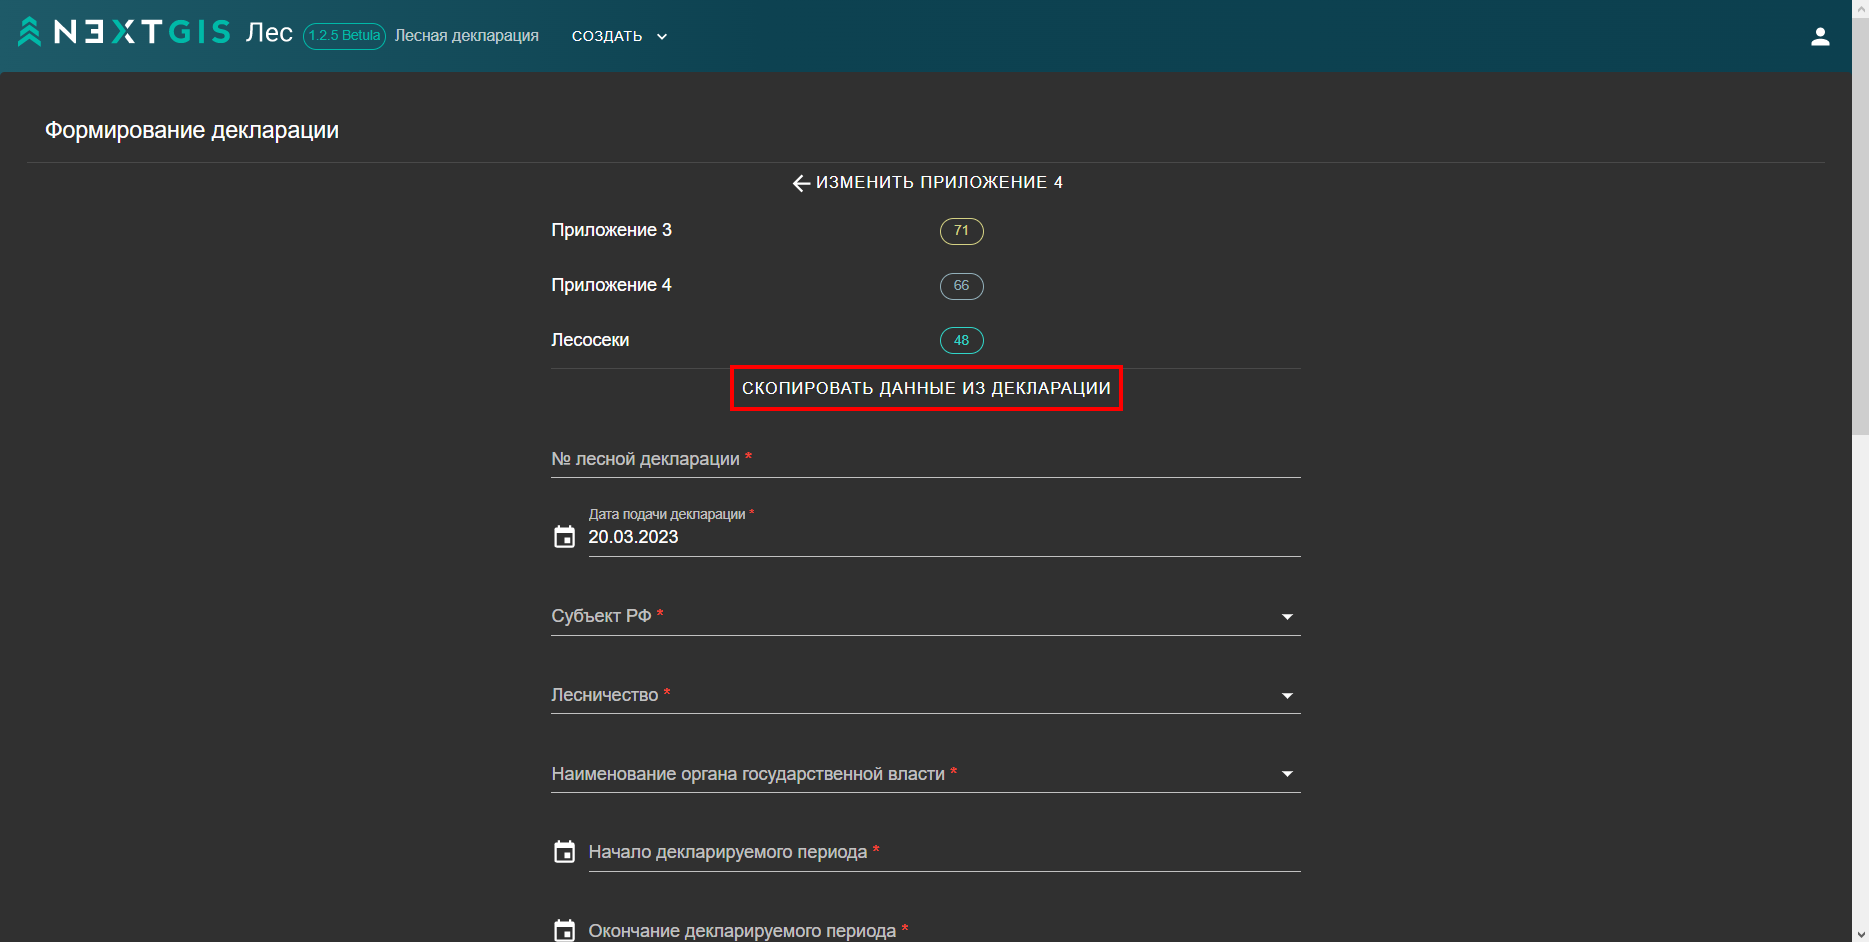 NEXTGIS Лес 1.2.5 Betula Лесная декларация СОЗДАТЬ
Формирование декларации
ИЗМЕНИТЬ ПРИЛОЖЕНИЕ 4
Приложение 3 71
Приложение 4 66
Лесосеки 48
СКОПИРОВАТЬ ДАННЫЕ ИЗ ДЕКЛАРАЦИИ
№ лесной декларации *
Дата подачи декларации *
20.03.2023
Субъект РФ *
Лесничество *
Наименование органа государственной власти *
Начало декларируемого периода *
Окончание декларируемого периода *